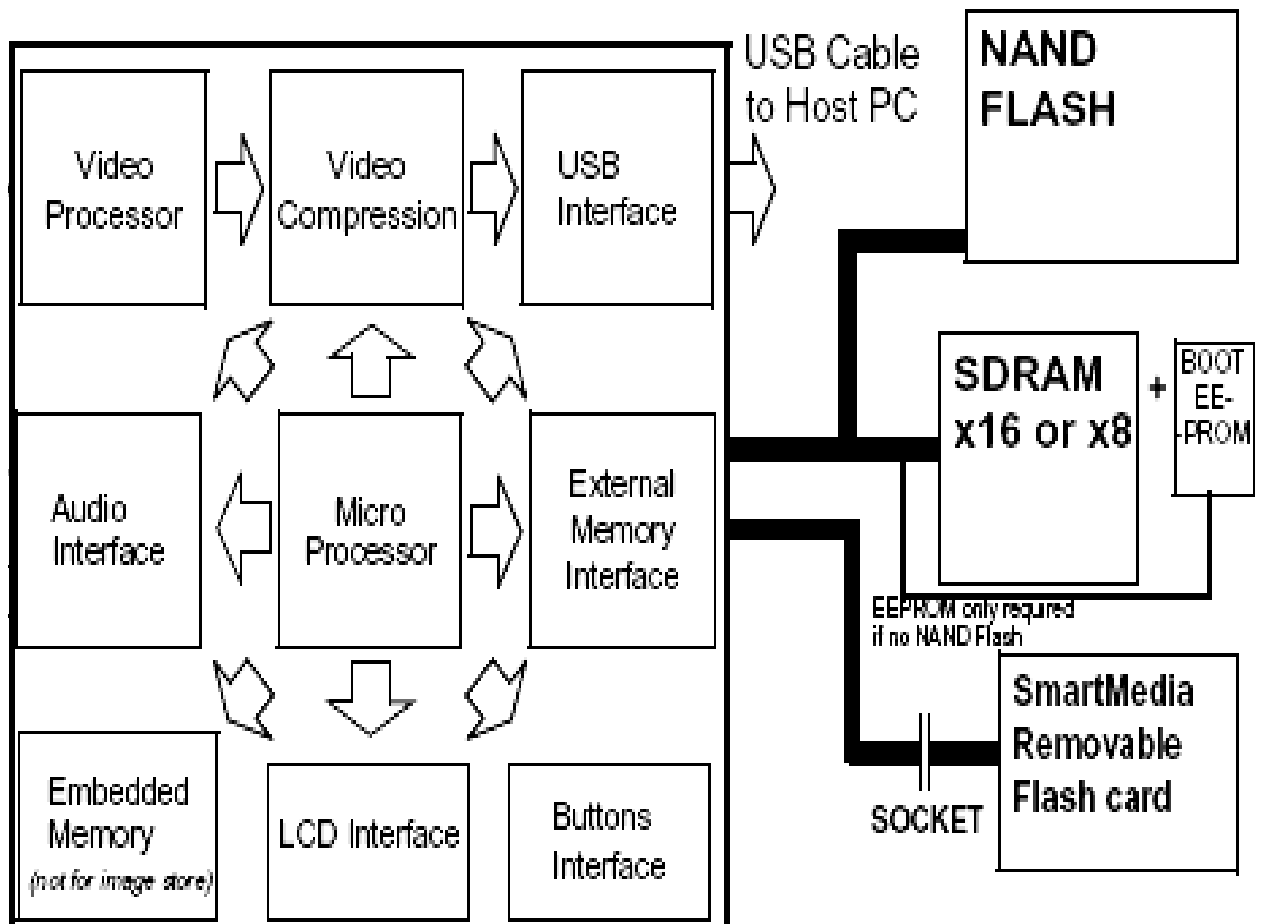 USB Cable
to Host PC
NAND
FLASH
Video
Processor
Video
Compression
USB
Interface
SDRAM
x16 or x8
+
BOOT
EE-
-PROM
Audio
Interface
Micro
Processor
External
Memory
Interface
EEPROM only required
if no NAND Flash
SmartMedia
Removable
Flash card
SOCKET
Embedded
Memory
(not for image store)
LCD Interface
Buttons
Interface